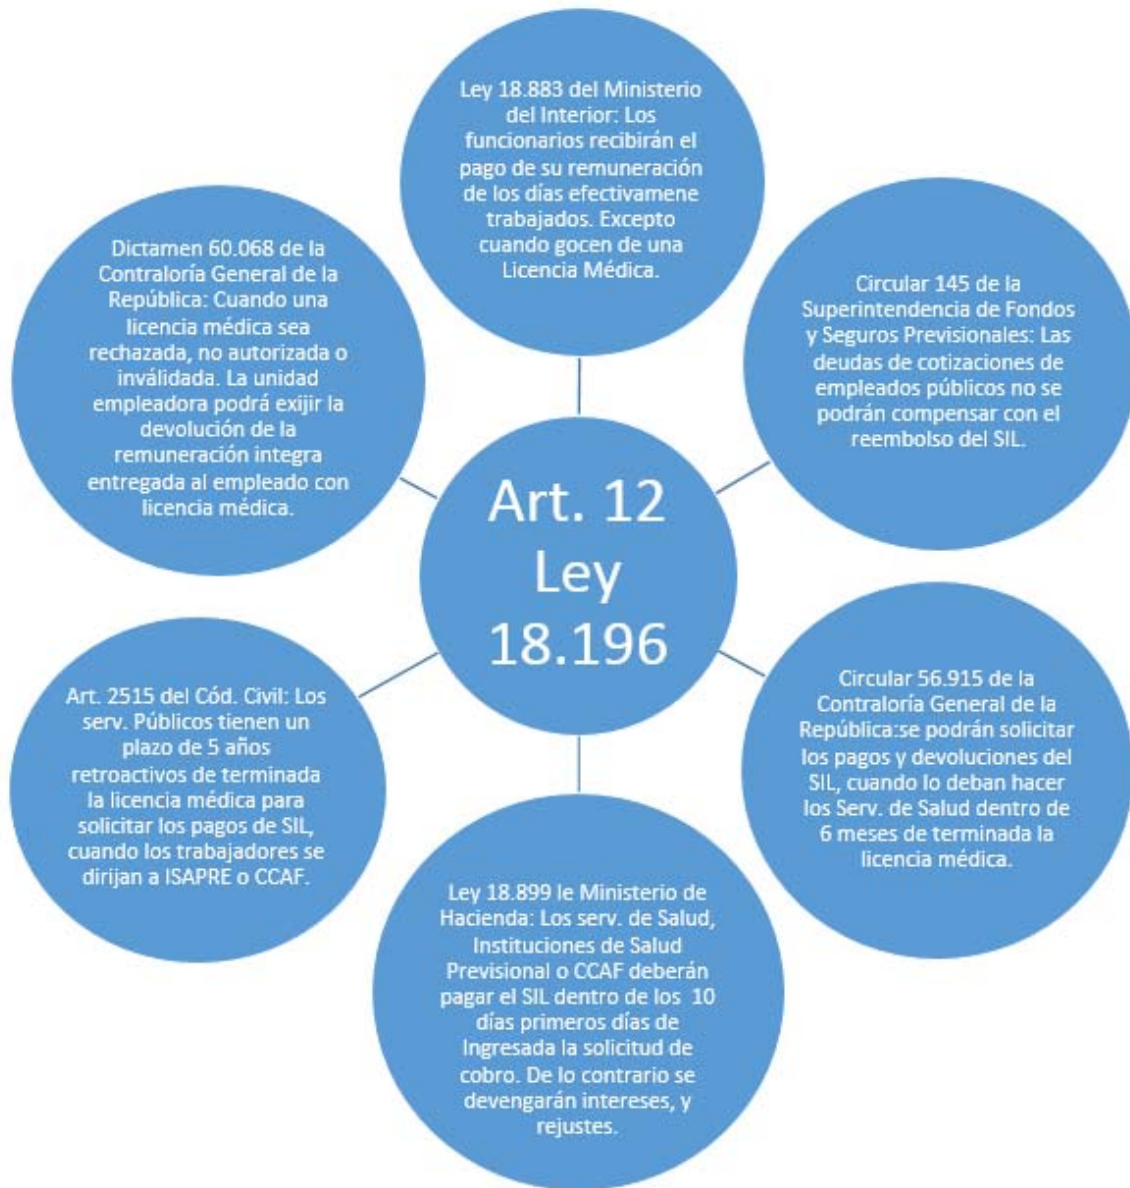 Ley 18.883 del Ministerio
del Interior: Los
funcionarios recibirán el
pago de su remuneración
de los días efectivamene
trabajados. Excepto
cuando gocen de una
Licencia Médica.
Circular 145 de la
Superintendencia de Fondos
y Seguros Previsionales: Las
deudas de cotizaciones de
empleados públicos no se
podrán compensar con el
reembolso del SIL.
Circular 56.915 de la
Contraloría General de la
República:se podrán solicitar
los pagos y devoluciones del
SIL, cuando lo deban hacer
los Serv. de Salud dentro de
6 meses de terminada la
licencia médica.
Ley 18.899 le Ministerio de
Hacienda: Los serv. de Salud,
Instituciones de Salud
Previsional o CCAF deberán
pagar el SIL dentro de los 10
días primeros días de
Ingresada la solicitud de
cobro. De lo contrario se
devengarán intereses, y
rejustes.
Art. 2515 del Cód. Civil: Los
serv. Públicos tienen un
plazo de 5 años
retroactivos de terminada
la licencia médica para
solicitar los pagos de SIL,
cuando los trabajadores se
dirijan a ISAPRE o CCAF.
Dictamen 60.068 de la
Contraloría General de la
República: Cuando una
licencia médica sea
rechazada, no autorizada o
inválidada. La unidad
empleadora podrá exijir la
devolución de la
remuneración integra
entregada al empleado con
licencia médica.
Art. 12
Ley
18.196